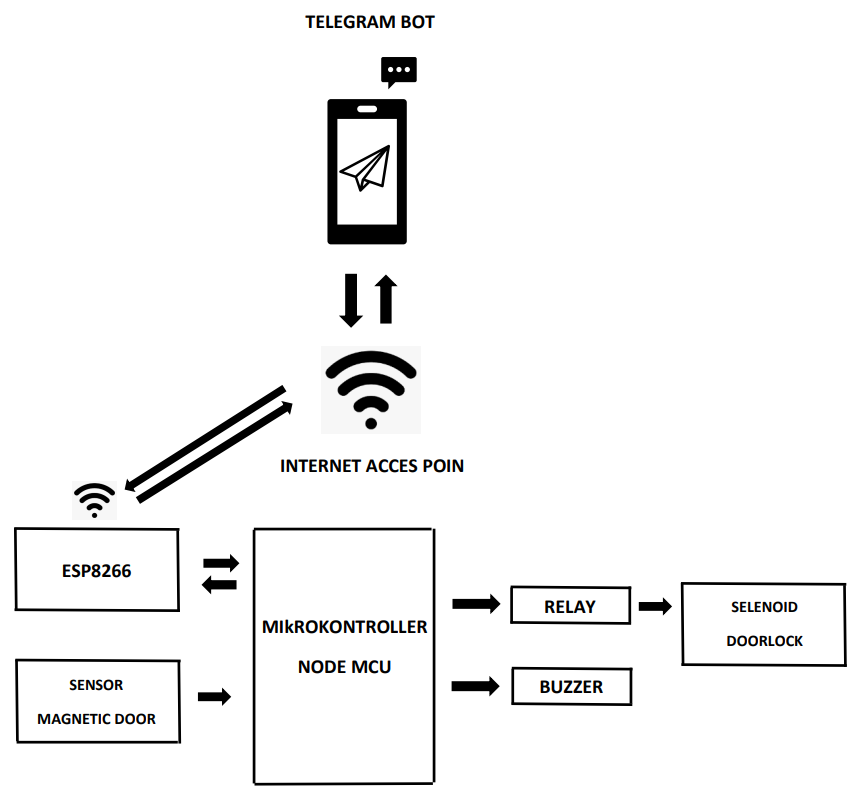 TELEGRAM BOT
INTERNET ACCES POIN
ESP8266
SENSOR
MAGNETIC DOOR
MIkROKONTROLLER
NODE MCU
RELAY
BUZZER
SELENOID
DOORLOCK